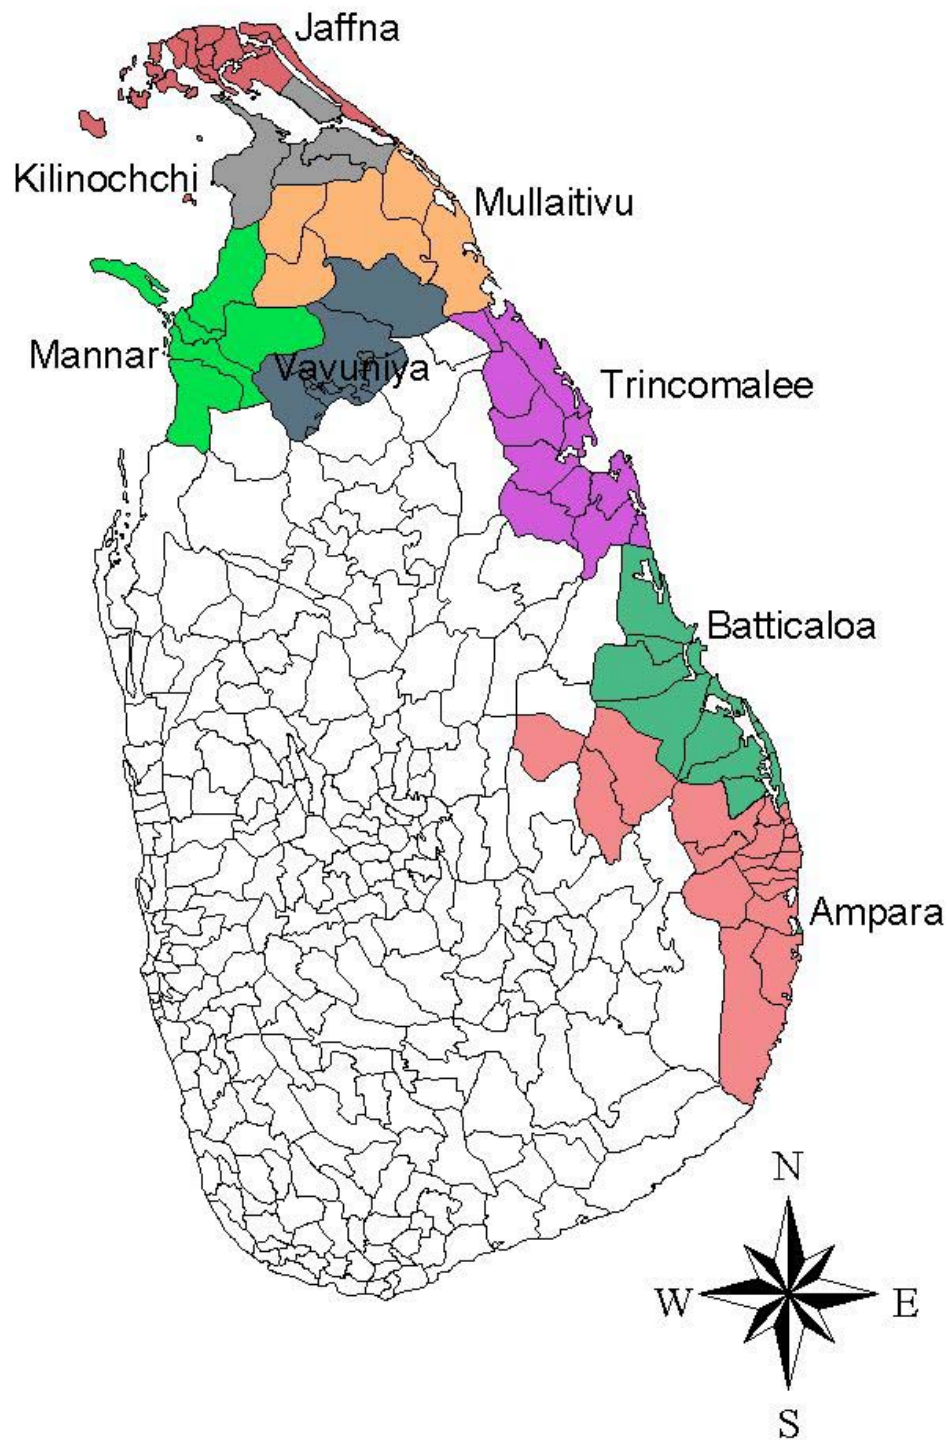 Jaffna
Kilinochchi
Mullaitivu
Mannar
Vavuniya
Trincomalee
Batticaloa
Ampara
N
W
E
S